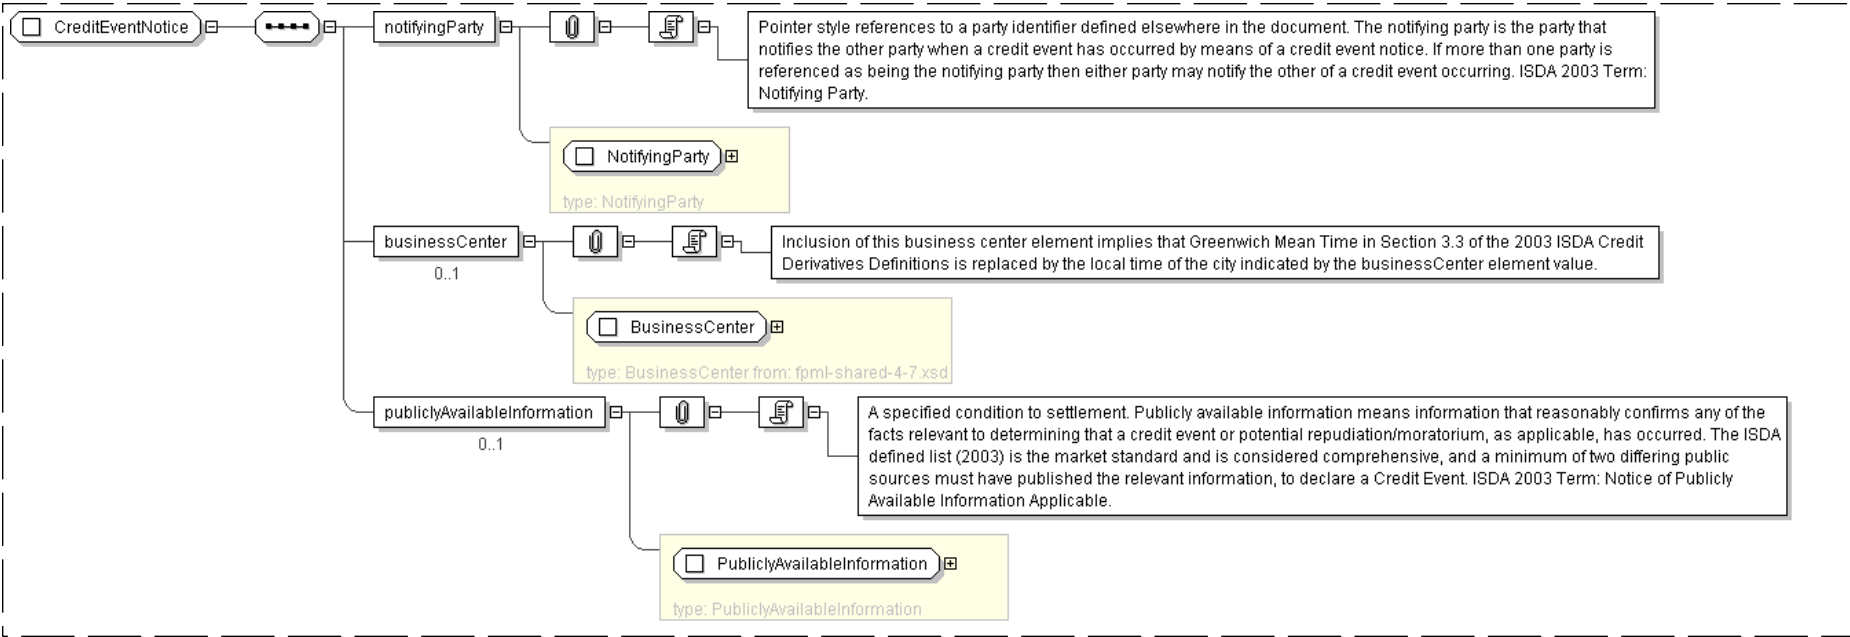 CreditEventNotice
notifyingParty
Pointer style references to a party identifier defined elsewhere in the document. The notifying party is the party that
notifies the other party when a credit event has occurred by means of a credit event notice. If more than one party is
referenced as being the notifying party then either party may notify the other of a credit event occurring. ISDA 2003 Term:
Notifying Party.
NotifyingParty
type: NotifyingParty
businessCenter
0..1
Inclusion of this business center element implies that Greenwich Mean Time in Section 3.3 of the 2003 ISDA Credit
Derivatives Definitions is replaced by the local time of the city indicated by the businessCenter element value.
BusinessCenter
type: BusinessCenter from: fpml-shared-4-7.xsd
publiclyAvailableInformation
0..1
A specified condition to settlement. Publicly available information means information that reasonably confirms any of the
facts relevant to determining that a credit event or potential repudiation/moratorium, as applicable, has occurred. The ISDA
defined list (2003) is the market standard and is considered comprehensive, and a minimum of two differing public
sources must have published the relevant information, to declare a Credit Event. ISDA 2003 Term: Notice of Publicly
Available Information Applicable.
PubliclyAvailableInformation
type: PubliclyAvailableInformation